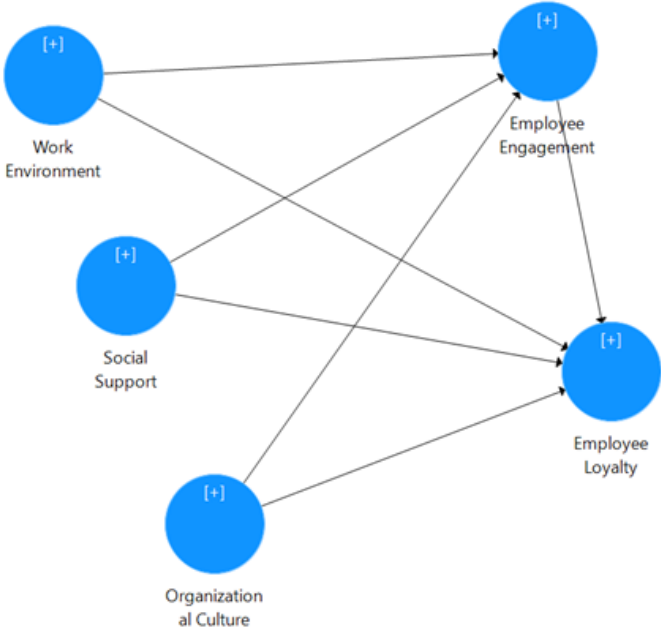 [+]
Work
Environment
[+]
Employee
Engagement
[+]
Social
Support
[+]
Employee
Loyalty
[+]
Organization
al Culture